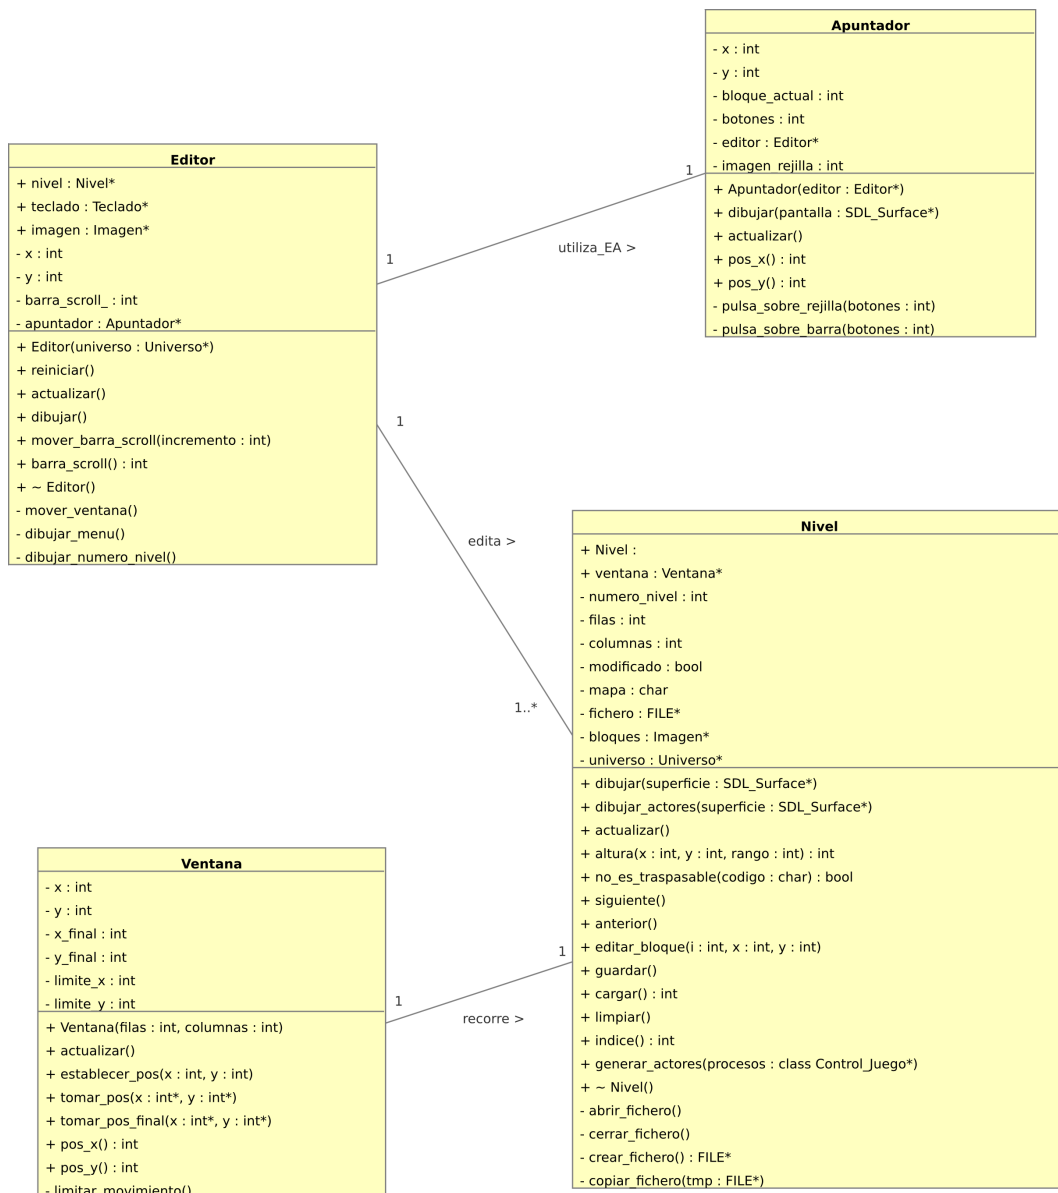 Apuntador
- x : int
- y : int
- bloque_actual : int
- botones : int
- editor : Editor*
- imagen_rejilla : int
+ Apuntador(editor : Editor*)
+ dibujar(pantalla : SDL_Surface*)
+ actualizar()
+ pos_x() : int
+ pos_y() : int
- pulsa_sobre_rejilla(botones : int)
- pulsa_sobre_barra(botones : int)
Editor
+ nivel : Nivel*
+ teclado : Teclado*
+ imagen : Imagen*
- x : int
- y : int
- barra_scroll_ : int
- apuntador : Apuntador*
+ Editor(universo : Universo*)
+ reiniciar()
+ actualizar()
+ dibujar()
+ mover_barra_scroll(incremento : int)
+ barra_scroll() : int
+ ~ Editor()
- mover_ventana()
- dibujar_menu()
- dibujar_numero_nivel()
1
1
utiliza_EA >
1
edita >
1..*
Nivel
+ Nivel :
+ ventana : Ventana*
- numero_nivel : int
- filas : int
- columnas : int
- modificado : bool
- mapa : char
- fichero : FILE*
- bloques : Imagen*
- universo : Universo*
+ dibujar(superficie : SDL_Surface*)
+ dibujar_actores(superficie : SDL_Surface*)
+ actualizar()
+ altura(x : int, y : int, rango : int) : int
+ no_es_traspasable(codigo : char) : bool
+ siguiente()
+ anterior()
+ editar_bloque(i : int, x : int, y : int)
+ guardar()
+ cargar() : int
+ limpiar()
+ indice() : int
+ generar_actores(procesos : class Control_Juego*)
+ ~ Nivel()
- abrir_fichero()
- cerrar_fichero()
- crear_fichero() : FILE*
- copiar_fichero(tmp : FILE*)
1
1
recorre >
Ventana
- x : int
- y : int
- x_final : int
- y_final : int
- limite_x : int
- limite_y : int
+ Ventana(filas : int, columnas : int)
+ actualizar()
+ establecer_pos(x : int, y : int)
+ tomar_pos(x : int*, y : int*)
+ tomar_pos_final(x : int*, y : int*)
+ pos_x() : int
+ pos_y() : int
- limitar_movimiento()